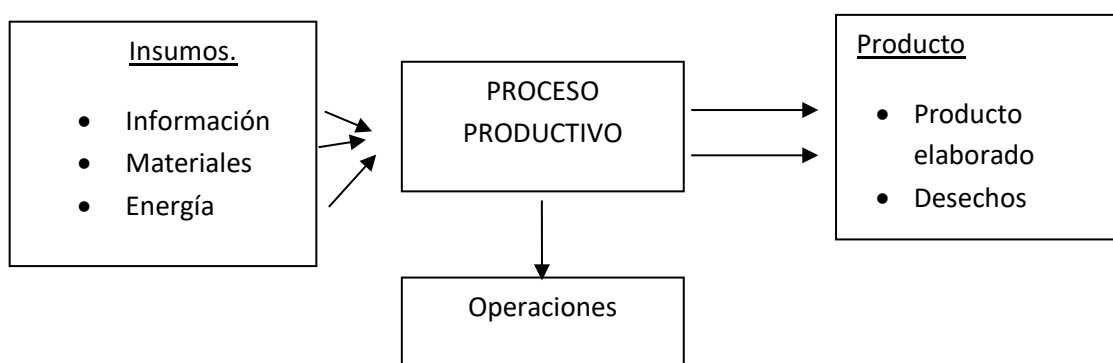 Insumos.
• Información
• Materiales
• Energía
PROCESO
PRODUCTIVO
Producto
• Producto
elaborado
• Desechos
Operaciones